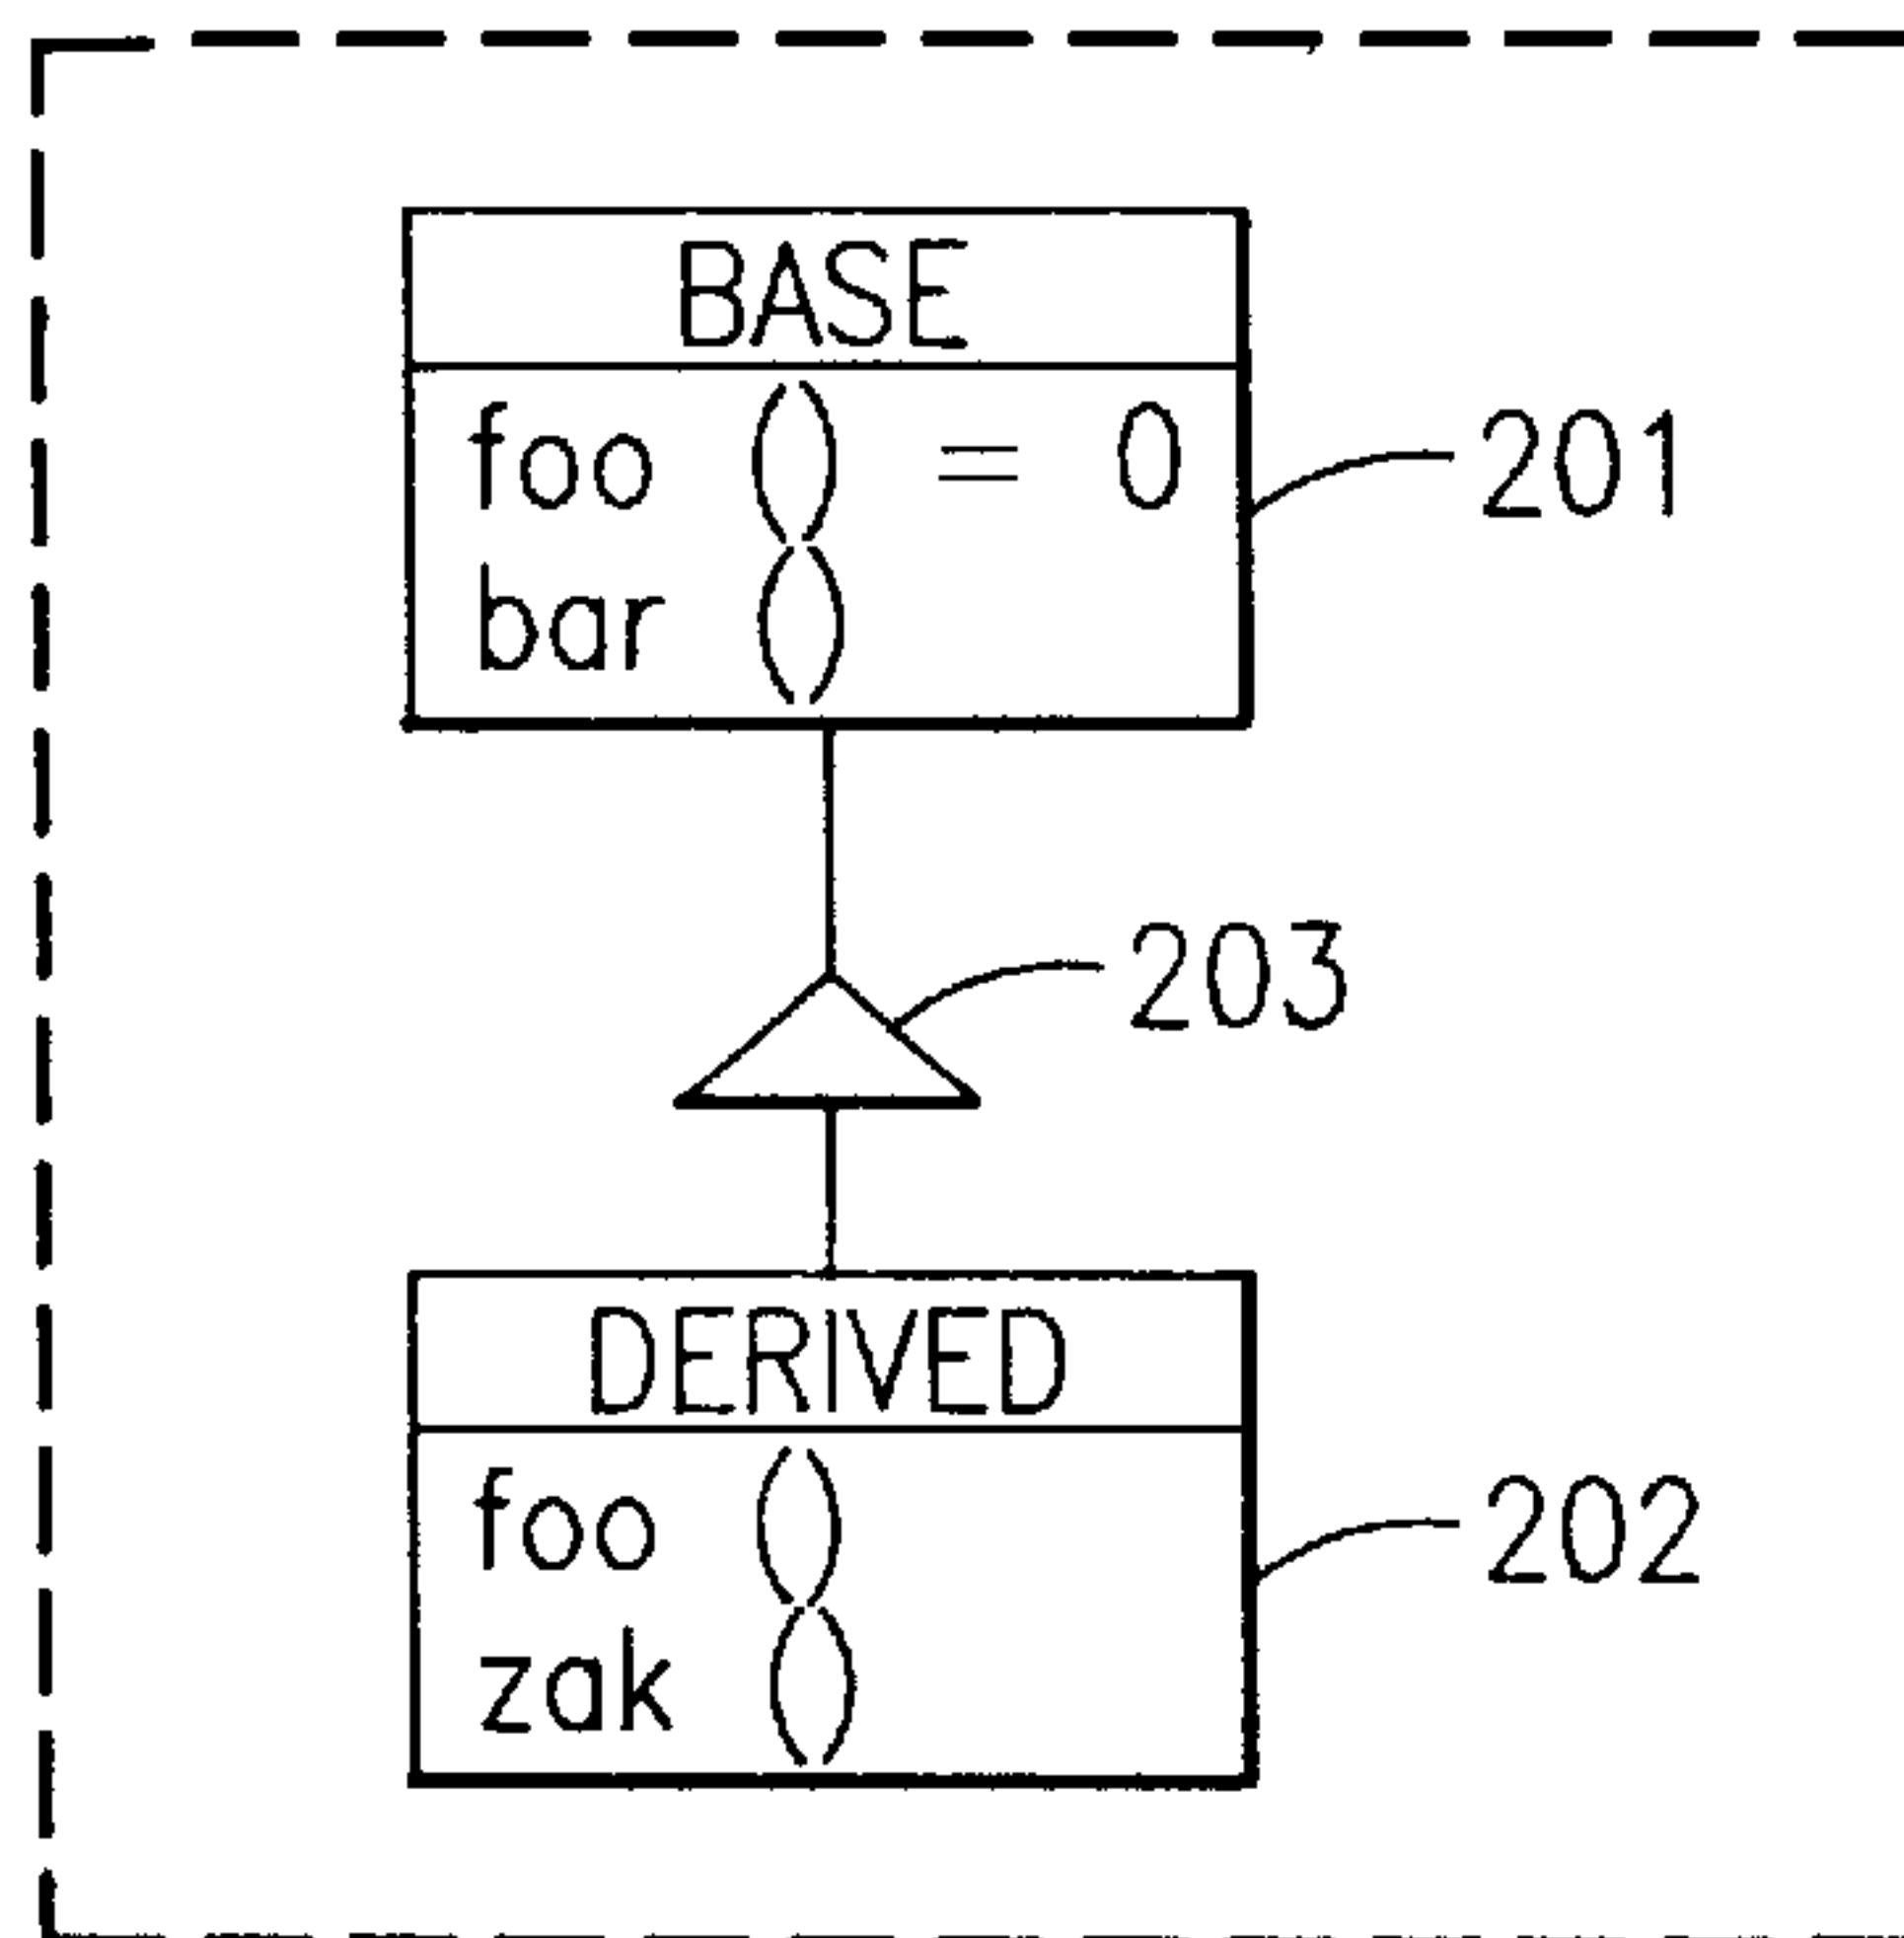 BASE
foo () = 0
bar ()
201
203
DERIVED
foo ()
zak ()
202